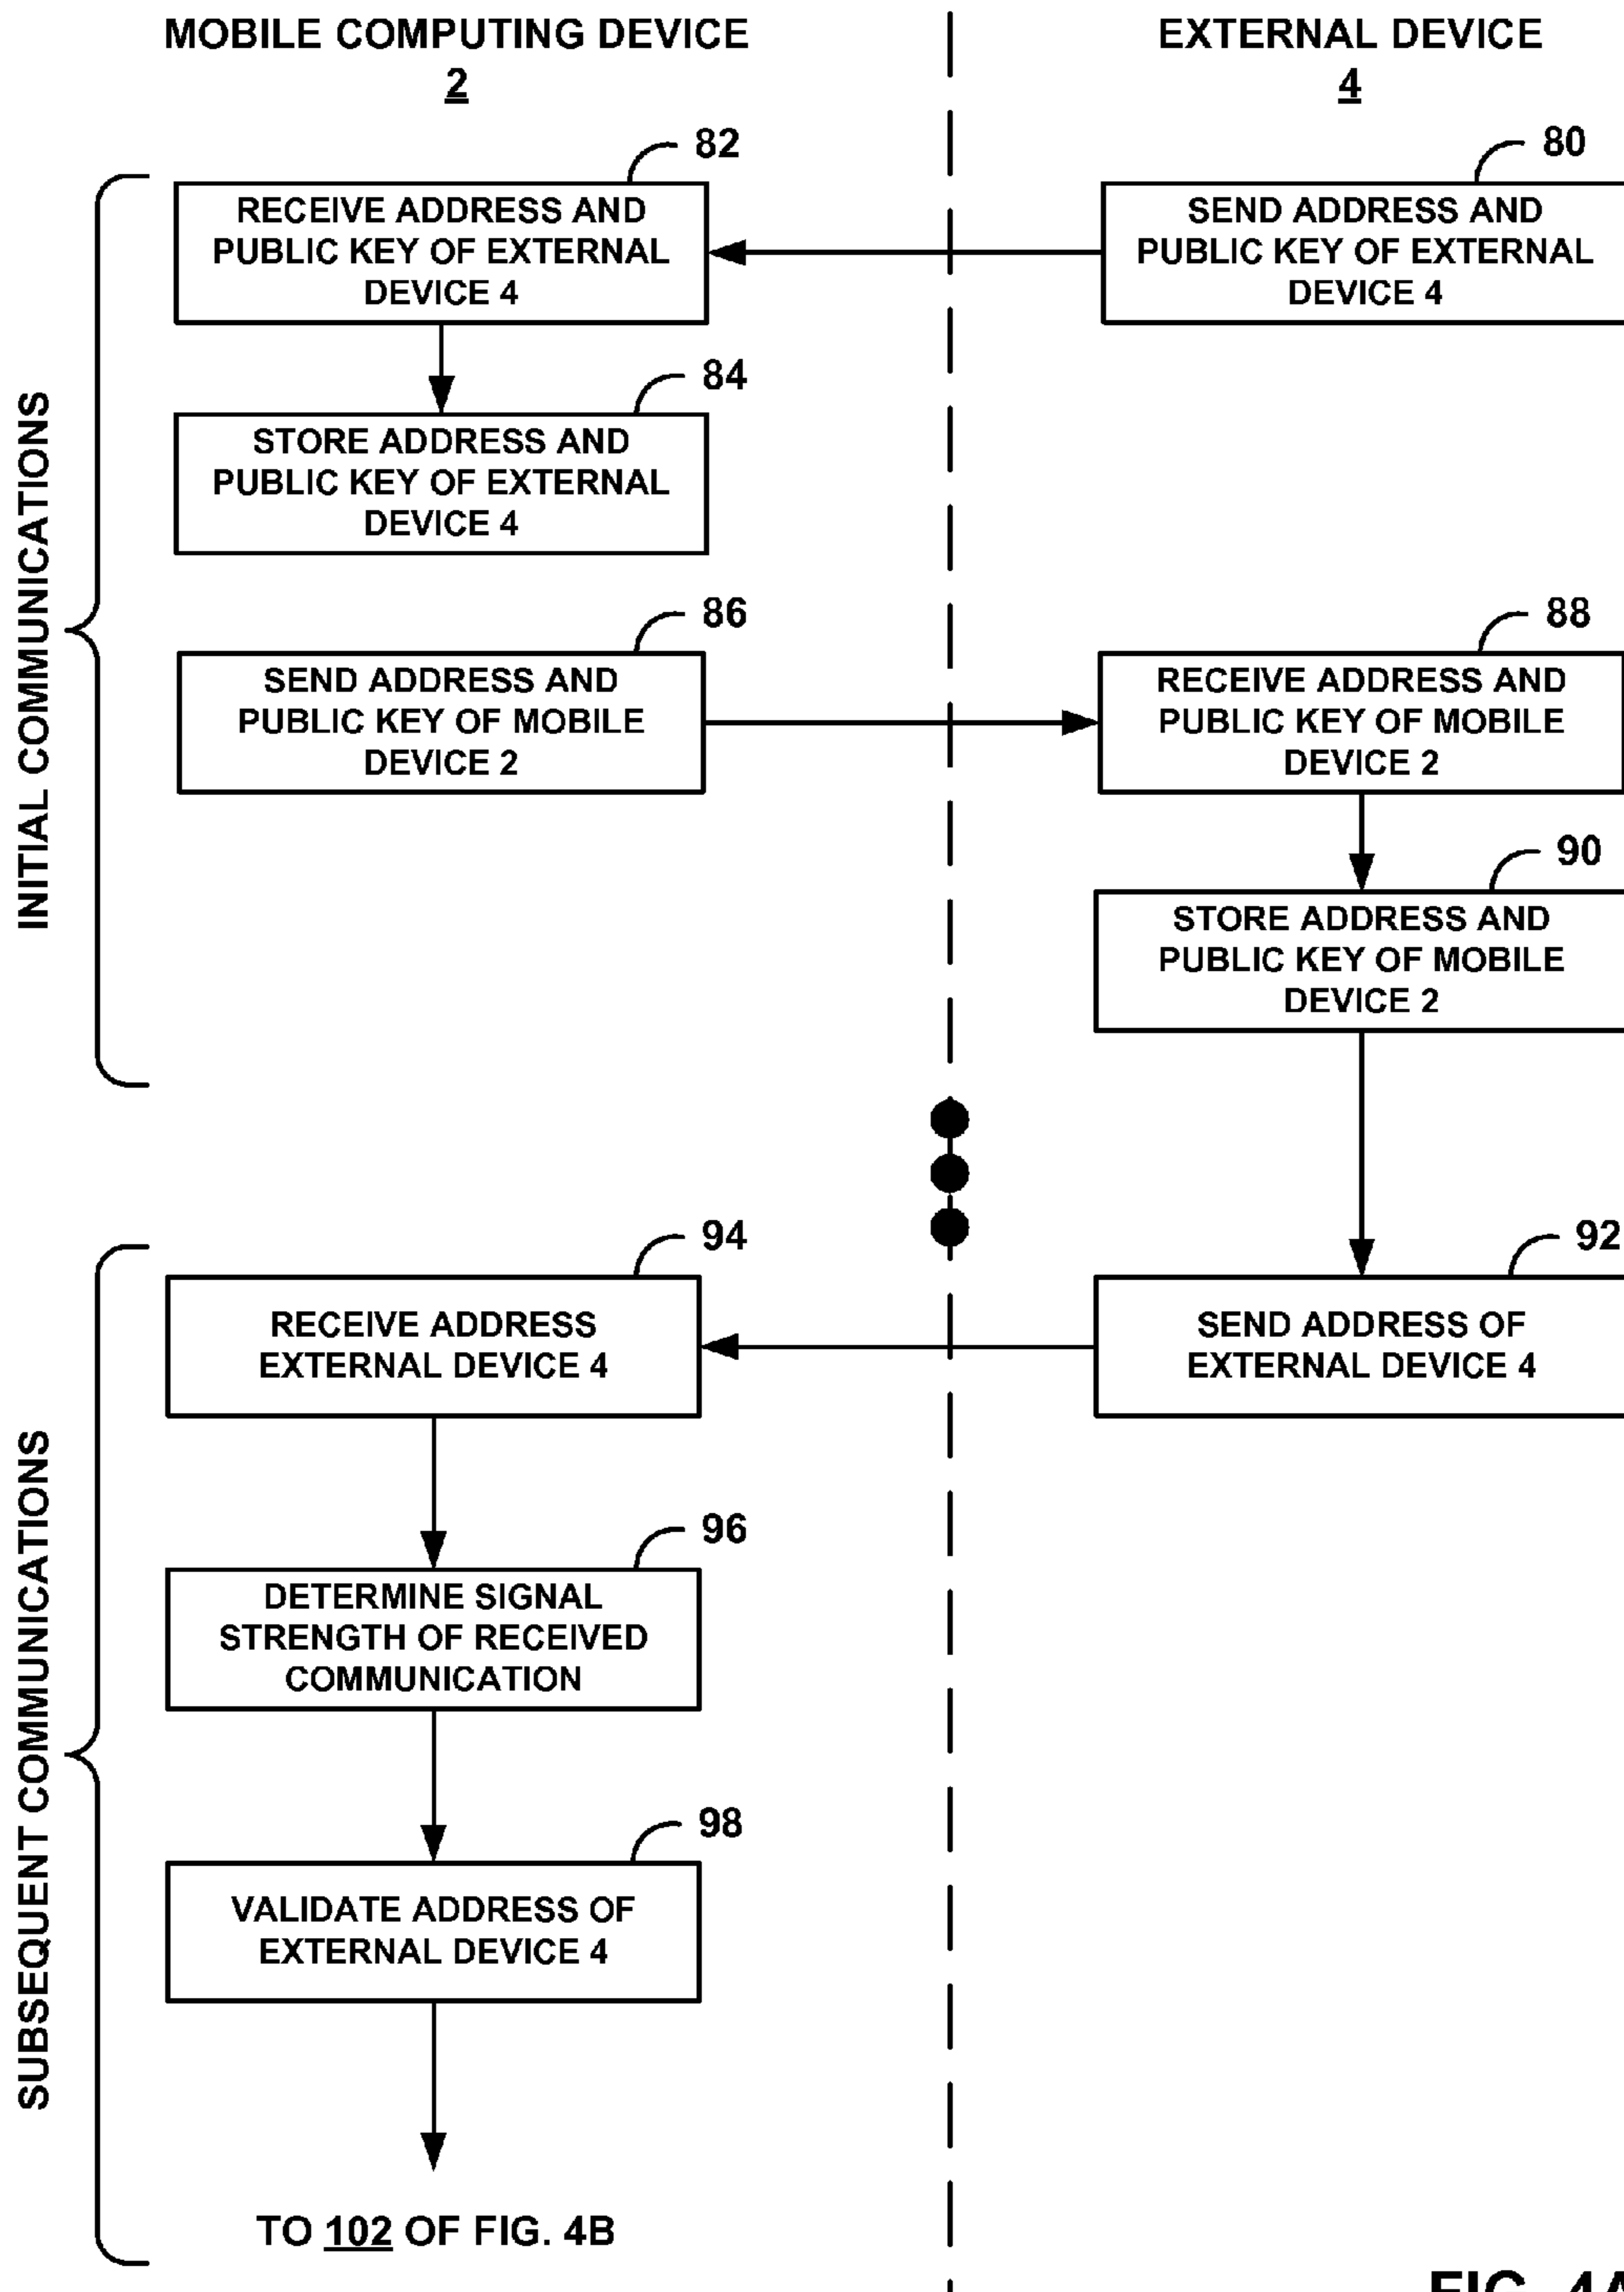 MOBILE COMPUTING DEVICE
2
EXTERNAL DEVICE
4
INITIAL COMMUNICATIONS
82
RECEIVE ADDRESS AND
PUBLIC KEY OF EXTERNAL
DEVICE 4
80
SEND ADDRESS AND
PUBLIC KEY OF EXTERNAL
DEVICE 4
84
STORE ADDRESS AND
PUBLIC KEY OF EXTERNAL
DEVICE 4
86
SEND ADDRESS AND
PUBLIC KEY OF MOBILE
DEVICE 2
88
RECEIVE ADDRESS AND
PUBLIC KEY OF MOBILE
DEVICE 2
90
STORE ADDRESS AND
PUBLIC KEY OF MOBILE
DEVICE 2
SUBSEQUENT COMMUNICATIONS
94
RECEIVE ADDRESS
EXTERNAL DEVICE 4
92
SEND ADDRESS OF
EXTERNAL DEVICE 4
96
DETERMINE SIGNAL
STRENGTH OF RECEIVED
COMMUNICATION
98
VALIDATE ADDRESS OF
EXTERNAL DEVICE 4
TO 102 OF FIG. 4B
FIG. 4A